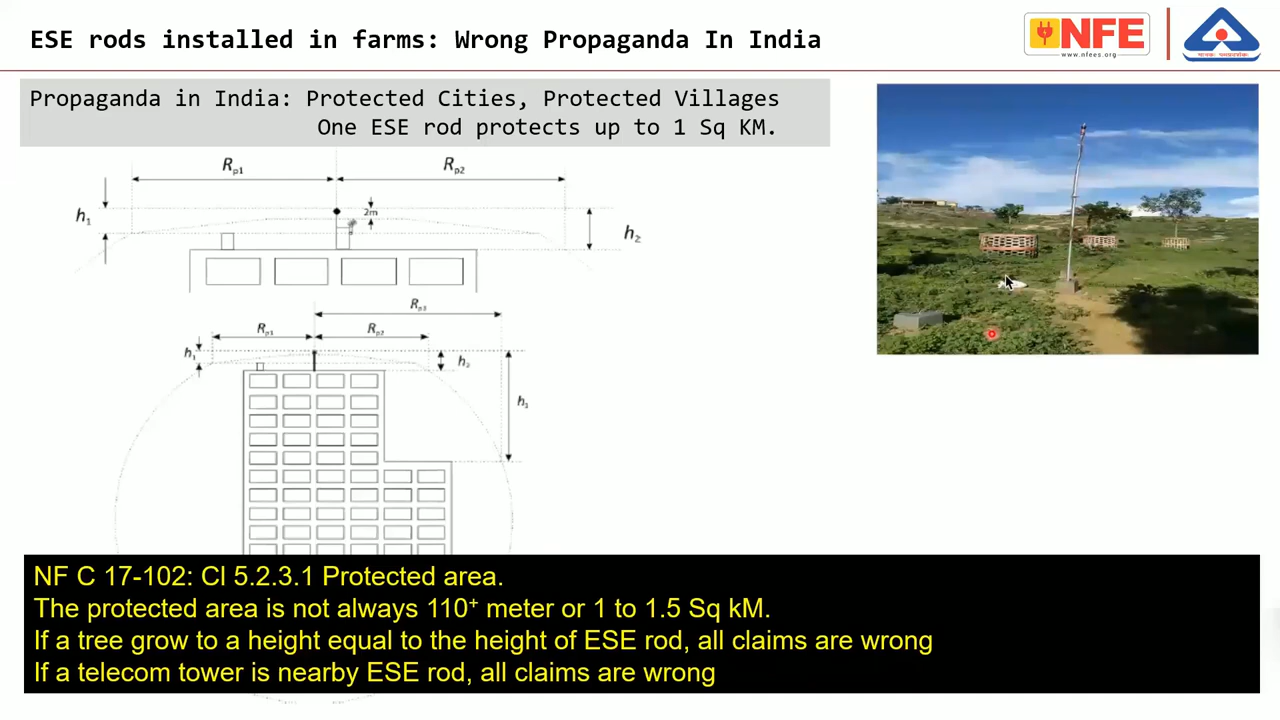 ESE rods installed in farms: Wrong Propaganda In India
NFE
www.nfees.org
Propaganda in India: Protected Cities, Protected Villages
One ESE rod protects up to 1 Sq KM.
Rp1
Rp2
h1
2m
h2
Rp3
Rp1
Rp2
h1
h2
h3
NF C 17-102: Cl 5.2.3.1 Protected area.
The protected area is not always 110⁺ meter or 1 to 1.5 Sq kM.
If a tree grow to a height equal to the height of ESE rod, all claims are wrong
If a telecom tower is nearby ESE rod, all claims are wrong